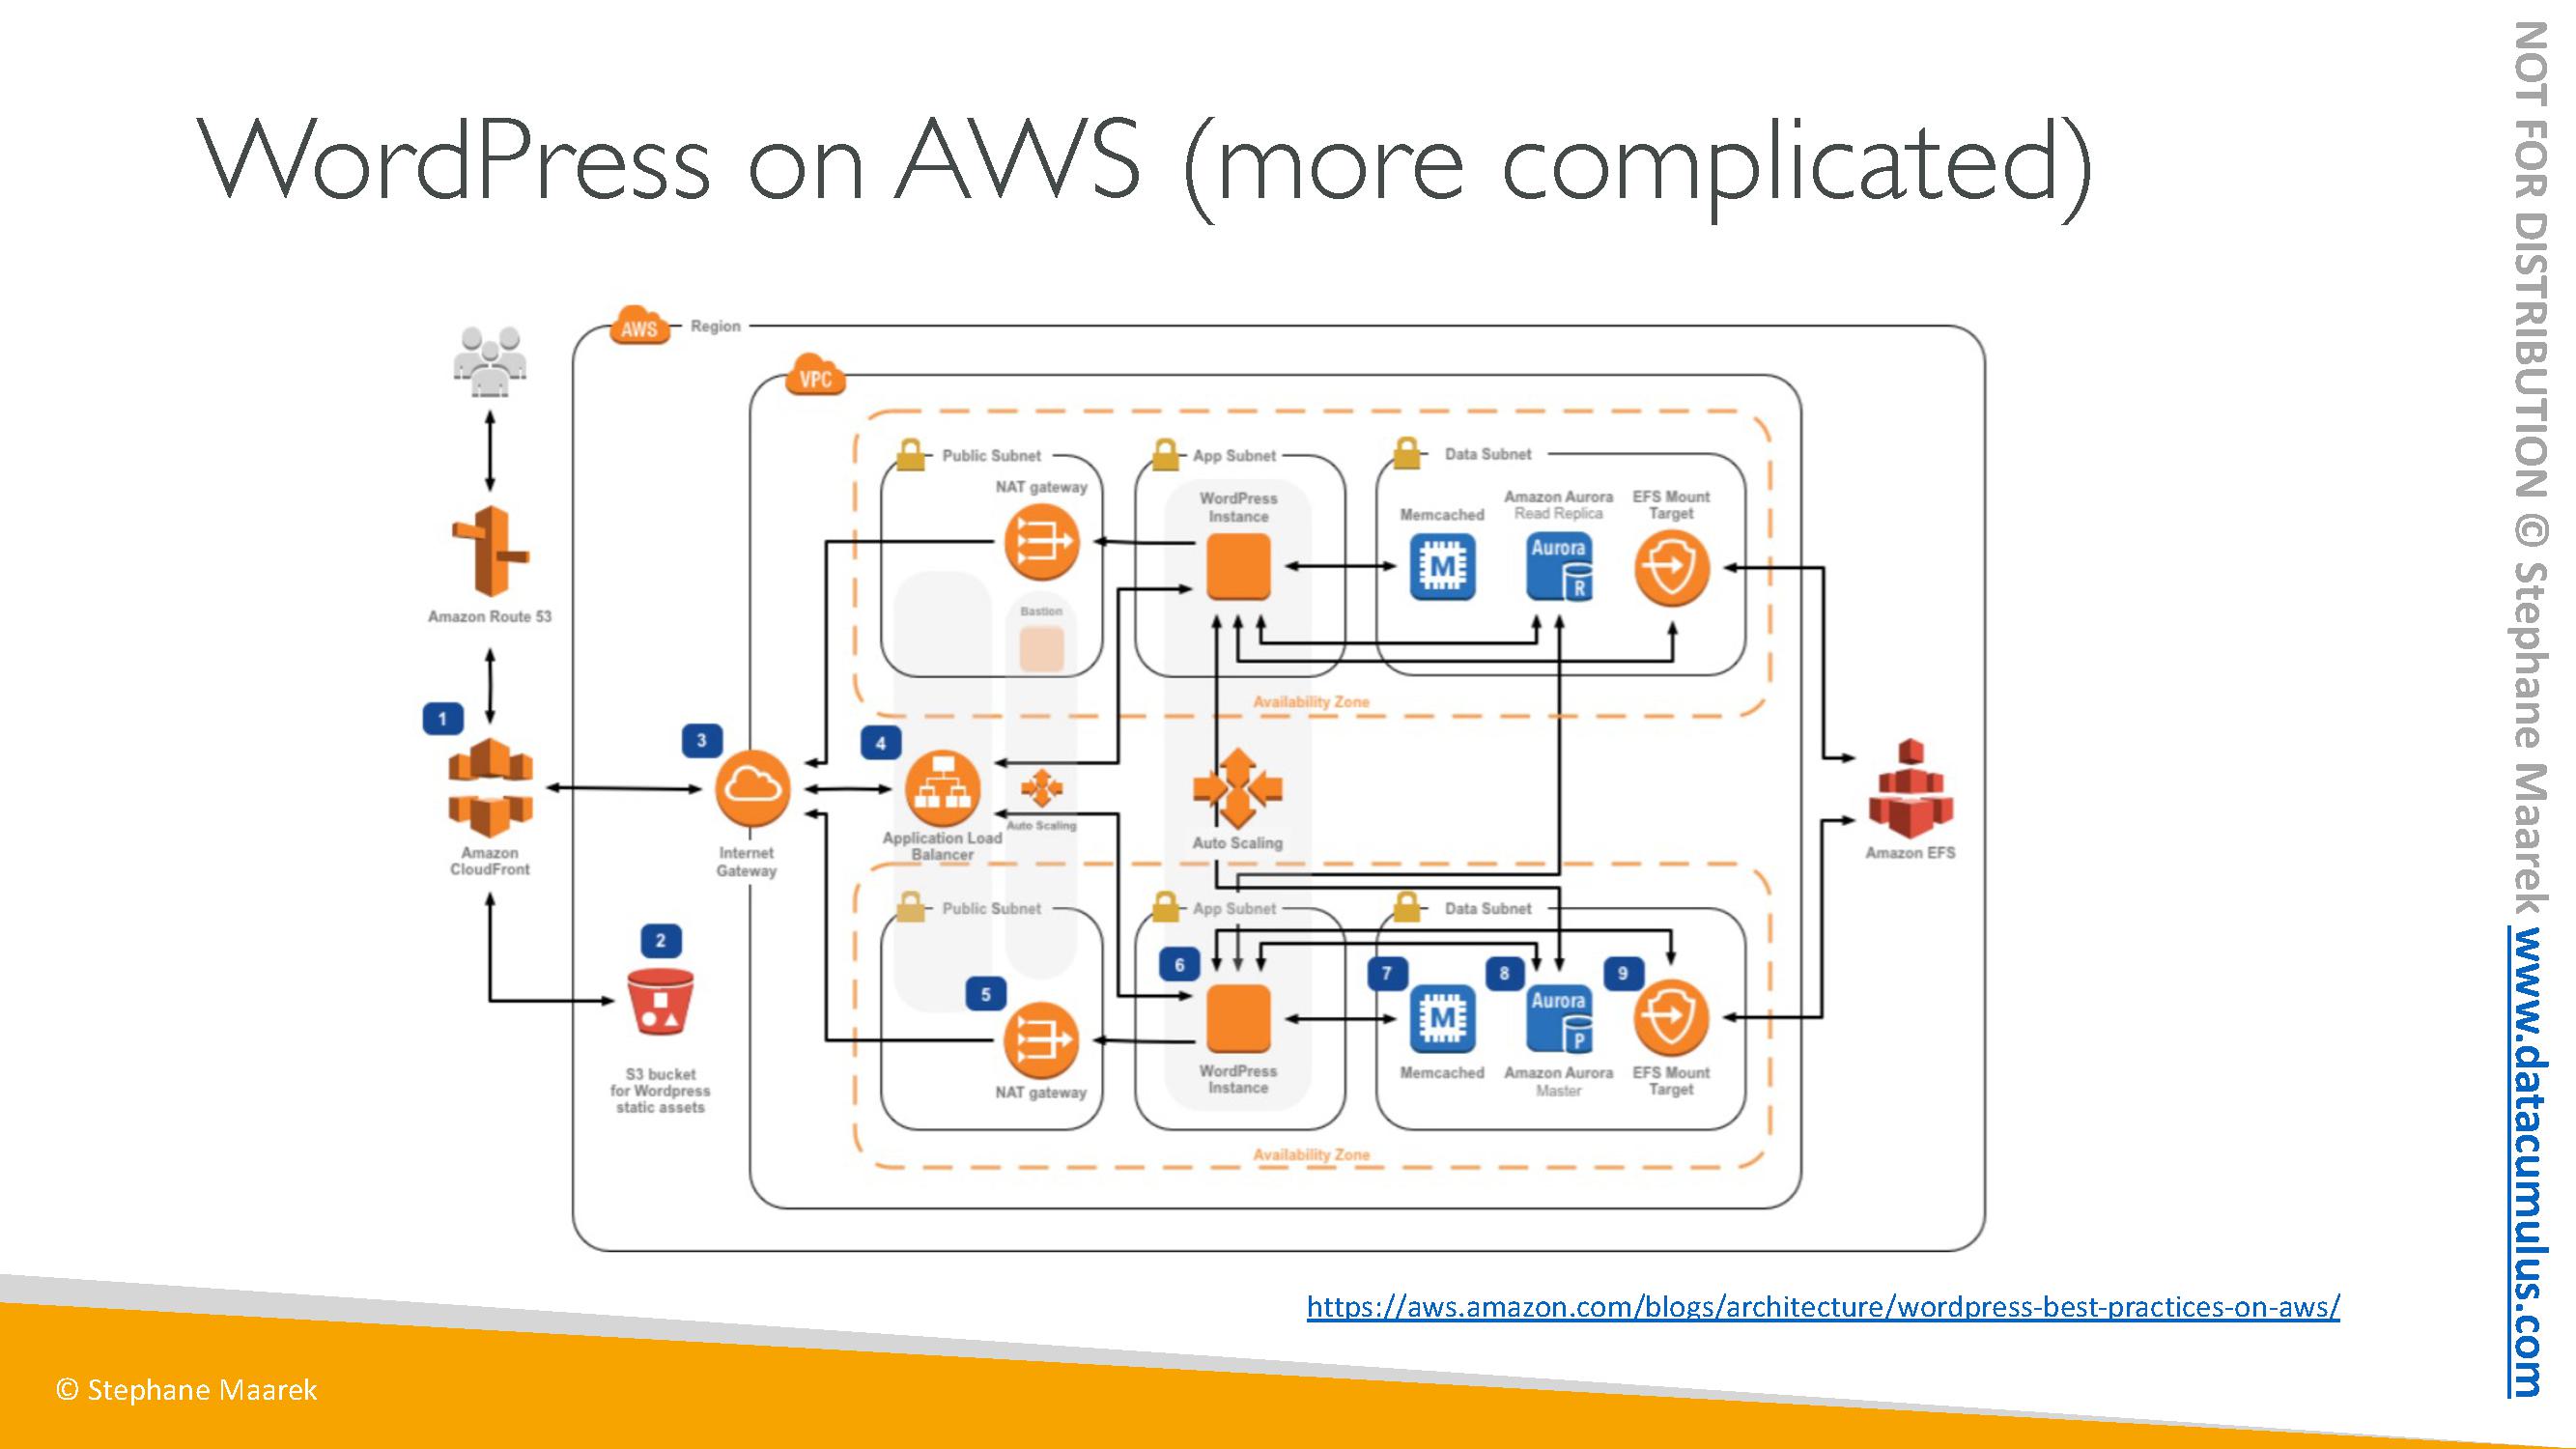 WordPress on AWS (more complicated)
AWS
Region
VPC
Public Subnet
NAT gateway
Bastion
App Subnet
WordPress
Instance
Data Subnet
Memcached
Amazon Aurora
Read Replica
Aurora
R
M
EFS Mount
Target
Availability Zone
Amazon Route 53
1
Amazon
CloudFront
2
S3 bucket
for Wordpress
static assets
3
Internet
Gateway
4
Application Load
Balancer
Auto Scaling
Auto Scaling
Amazon EFS
Public Subnet
5
NAT gateway
App Subnet
6
WordPress
Instance
Data Subnet
7
M
Memcached
8
Aurora
P
Amazon Aurora
Master
9
EFS Mount
Target
Availability Zone
https://aws.amazon.com/blogs/architecture/wordpress-best-practices-on-aws/
© Stephane Maarek
NOT FOR DISTRIBUTION © Stephane Maarek www.datacumulus.com